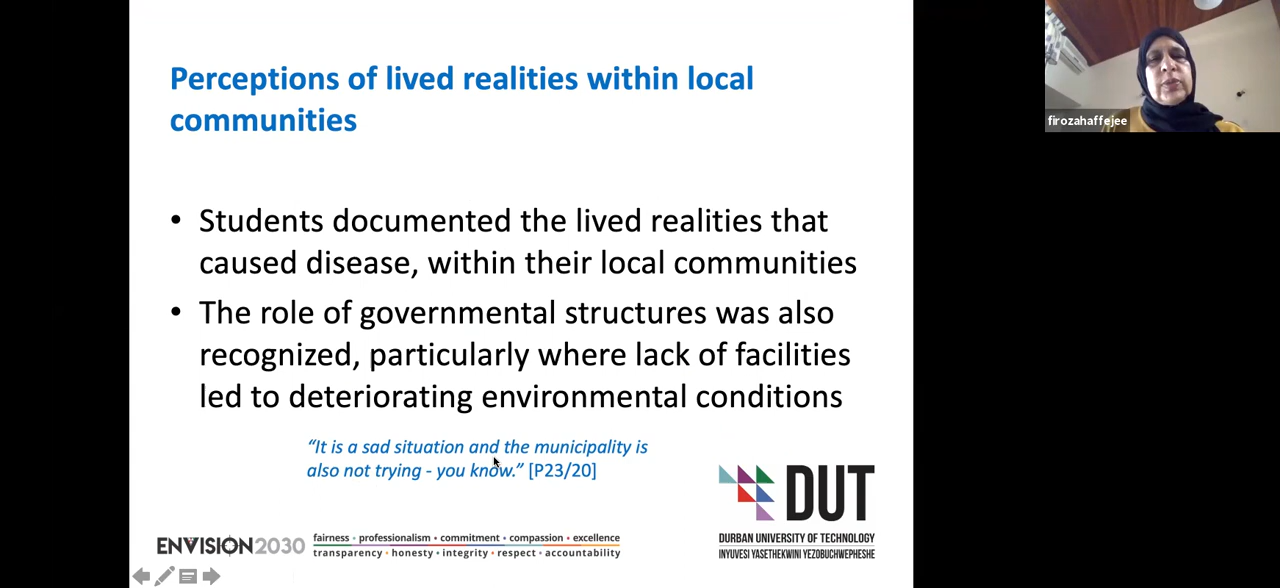 Perceptions of lived realities within local
communities
• Students documented the lived realities that
caused disease, within their local communities
• The role of governmental structures was also
recognized, particularly where lack of facilities
led to deteriorating environmental conditions
“It is a sad situation and the municipality is
also not trying - you know.” [P23/20]
DUT
DURBAN UNIVERSITY OF TECHNOLOGY
INYUVESI YASETHEKWINI YEZOBUCHWEPHESHE
ENVISION2030
fairness • professionalism • commitment • compassion • excellence
transparency • honesty • integrity • respect • accountability
firozahaffejee